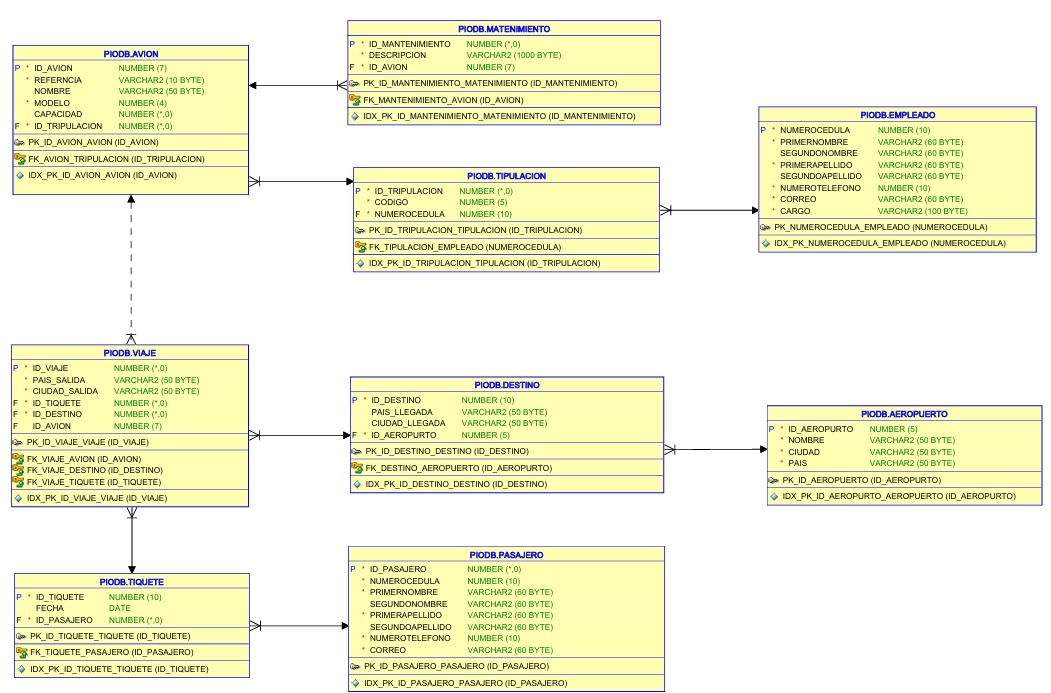 PIODB.MATENIMIENTO
P * ID_MANTENIMIENTO NUMBER (*,0)
* DESCRIPCION VARCHAR2 (1000 BYTE)
F * ID_AVION NUMBER (7)
PK_ID_MANTENIMIENTO_MATENIMIENTO (ID_MANTENIMIENTO)
FK_MANTENIMIENTO_AVION (ID_AVION)
IDX_PK_ID_MANTENIMIENTO_MATENIMIENTO (ID_MANTENIMIENTO)
PIODB.AVION
P * ID_AVION NUMBER (7)
* REFERNCIA VARCHAR2 (10 BYTE)
NOMBRE VARCHAR2 (50 BYTE)
* MODELO NUMBER (4)
CAPACIDAD NUMBER (*,0)
F * ID_TRIPULACION NUMBER (*,0)
PK_ID_AVION_AVION (ID_AVION)
FK_AVION_TRIPULACION (ID_TRIPULACION)
IDX_PK_ID_AVION_AVION (ID_AVION)
PIODB.EMPLEADO
P * NUMEROCEDULA NUMBER (10)
* PRIMERNOMBRE VARCHAR2 (60 BYTE)
SEGUNDONOMBRE VARCHAR2 (60 BYTE)
* PRIMERAPELLIDO VARCHAR2 (60 BYTE)
SEGUNDOAPELLIDO VARCHAR2 (60 BYTE)
* NUMEROTELEFONO NUMBER (10)
* CORREO VARCHAR2 (60 BYTE)
* CARGO VARCHAR2 (100 BYTE)
PK_NUMEROCEDULA_EMPLEADO (NUMEROCEDULA)
IDX_PK_NUMEROCEDULA_EMPLEADO (NUMEROCEDULA)
PIODB.TIPULACION
P * ID_TRIPULACION NUMBER (*,0)
* CODIGO NUMBER (5)
F * NUMEROCEDULA NUMBER (10)
PK_ID_TRIPULACION_TIPULACION (ID_TRIPULACION)
FK_TIPULACION_EMPLEADO (NUMEROCEDULA)
IDX_PK_ID_TRIPULACION_TIPULACION (ID_TRIPULACION)
PIODB.VIAJE
P * ID_VIAJE NUMBER (*,0)
* PAIS_SALIDA VARCHAR2 (50 BYTE)
* CIUDAD_SALIDA VARCHAR2 (50 BYTE)
F * ID_TIQUETE NUMBER (*,0)
F * ID_DESTINO NUMBER (*,0)
F ID_AVION NUMBER (7)
PK_ID_VIAJE_VIAJE (ID_VIAJE)
FK_VIAJE_AVION (ID_AVION)
FK_VIAJE_DESTINO (ID_DESTINO)
FK_VIAJE_TIQUETE (ID_TIQUETE)
IDX_PK_ID_VIAJE_VIAJE (ID_VIAJE)
PIODB.DESTINO
P * ID_DESTINO NUMBER (10)
PAIS_LLEGADA VARCHAR2 (50 BYTE)
CIUDAD_LLEGADA VARCHAR2 (50 BYTE)
F * ID_AEROPURTO NUMBER (5)
PK_ID_DESTINO_DESTINO (ID_DESTINO)
FK_DESTINO_AEROPUERTO (ID_AEROPURTO)
IDX_PK_ID_DESTINO_DESTINO (ID_DESTINO)
PIODB.AEROPUERTO
P * ID_AEROPURTO NUMBER (5)
* NOMBRE VARCHAR2 (50 BYTE)
* CIUDAD VARCHAR2 (50 BYTE)
* PAIS VARCHAR2 (50 BYTE)
PK_ID_AEROPUERTO (ID_AEROPURTO)
IDX_PK_ID_AEROPURTO_AEROPUERTO (ID_AEROPURTO)
PIODB.TIQUETE
P * ID_TIQUETE NUMBER (10)
FECHA DATE
F * ID_PASAJERO NUMBER (*,0)
PK_ID_TIQUETE_TIQUETE (ID_TIQUETE)
FK_TIQUETE_PASAJERO (ID_PASAJERO)
IDX_PK_ID_TIQUETE_TIQUETE (ID_TIQUETE)
PIODB.PASAJERO
P * ID_PASAJERO NUMBER (*,0)
* NUMEROCEDULA NUMBER (10)
* PRIMERNOMBRE VARCHAR2 (60 BYTE)
SEGUNDONOMBRE VARCHAR2 (60 BYTE)
* PRIMERAPELLIDO VARCHAR2 (60 BYTE)
SEGUNDOAPELLIDO VARCHAR2 (60 BYTE)
* NUMEROTELEFONO NUMBER (10)
* CORREO VARCHAR2 (60 BYTE)
PK_ID_PASAJERO_PASAJERO (ID_PASAJERO)
IDX_PK_ID_PASAJERO_PASAJERO (ID_PASAJERO)